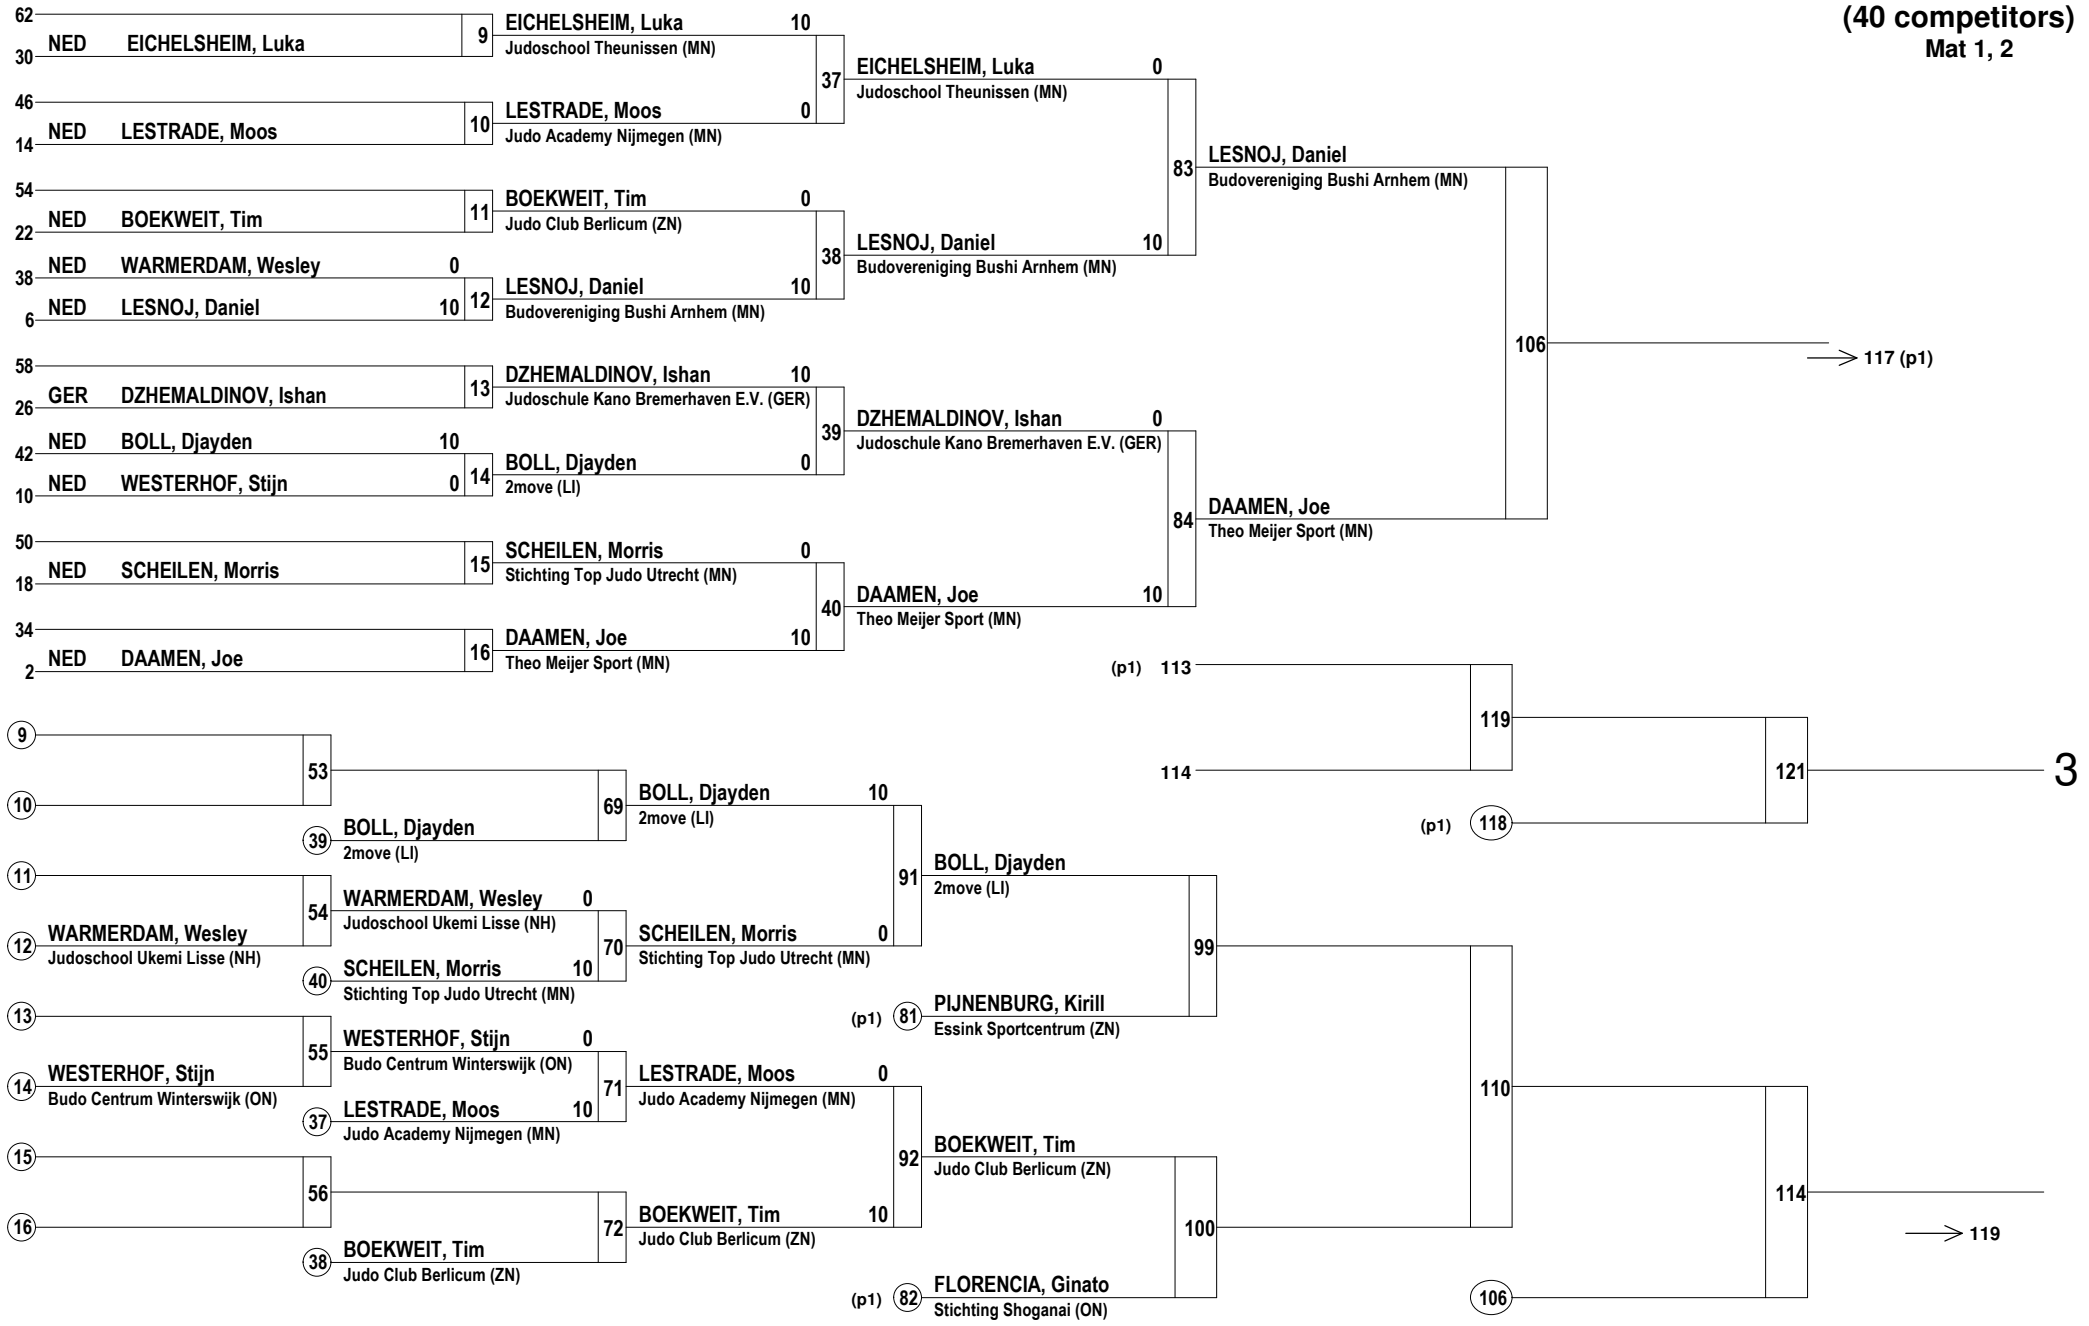 (40 competitors)
Mat 1, 2
62
NED EICHELSHEIM, Luka
30
9
EICHELSHEIM, Luka 10
Judoschool Theunissen (MN)
46
NED LESTRADE, Moos
14
10
LESTRADE, Moos 0
Judo Academy Nijmegen (MN)
37
EICHELSHEIM, Luka 0
Judoschool Theunissen (MN)
54
NED BOEKWEIT, Tim
22
11
BOEKWEIT, Tim 0
Judo Club Berlicum (ZN)
NED WARMERDAM, Wesley 0
38
NED LESNOJ, Daniel 10
6
12
LESNOJ, Daniel 10
Budovereniging Bushi Arnhem (MN)
38
LESNOJ, Daniel 10
Budovereniging Bushi Arnhem (MN)
83
LESNOJ, Daniel
Budovereniging Bushi Arnhem (MN)
58
GER DZHEMALDINOV, Ishan
26
13
DZHEMALDINOV, Ishan 10
Judoschule Kano Bremerhaven E.V. (GER)
NED BOLL, Djayden 10
42
NED WESTERHOF, Stijn 0
10
14
BOLL, Djayden 0
2move (LI)
39
DZHEMALDINOV, Ishan 0
Judoschule Kano Bremerhaven E.V. (GER)
50
NED SCHEILEN, Morris
18
15
SCHEILEN, Morris 0
Stichting Top Judo Utrecht (MN)
34
NED DAAMEN, Joe
2
16
DAAMEN, Joe 10
Theo Meijer Sport (MN)
40
DAAMEN, Joe 10
Theo Meijer Sport (MN)
84
DAAMEN, Joe
Theo Meijer Sport (MN)
106
117 (p1)
(p1) 113
119
114
121
3
(p1) 118
9
53
10
69
39
BOLL, Djayden
2move (LI)
BOLL, Djayden 10
2move (LI)
11
54
12
WARMERDAM, Wesley
Judoschool Ukemi Lisse (NH)
WARMERDAM, Wesley 0
Judoschool Ukemi Lisse (NH)
70
40
SCHEILEN, Morris 10
Stichting Top Judo Utrecht (MN)
SCHEILEN, Morris 0
Stichting Top Judo Utrecht (MN)
91
BOLL, Djayden
2move (LI)
99
(p1) 81
PIJNENBURG, Kirill
Essink Sportcentrum (ZN)
13
55
14
WESTERHOF, Stijn
Budo Centrum Winterswijk (ON)
WESTERHOF, Stijn 0
Budo Centrum Winterswijk (ON)
71
37
LESTRADE, Moos 10
Judo Academy Nijmegen (MN)
LESTRADE, Moos 0
Judo Academy Nijmegen (MN)
15
56
16
72
38
BOEKWEIT, Tim
Judo Club Berlicum (ZN)
BOEKWEIT, Tim 10
Judo Club Berlicum (ZN)
92
BOEKWEIT, Tim
Judo Club Berlicum (ZN)
100
(p1) 82
FLORENCIA, Ginato
Stichting Shoganai (ON)
110
106
114
119